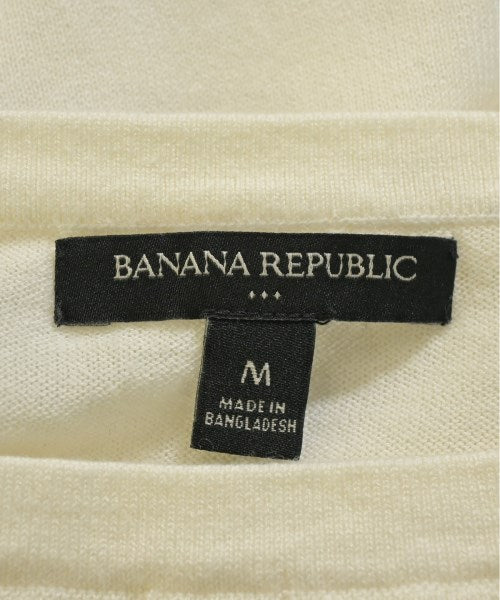 BANANA REPUBLIC
♦♦♦
M
MADE IN
BANGLADESH